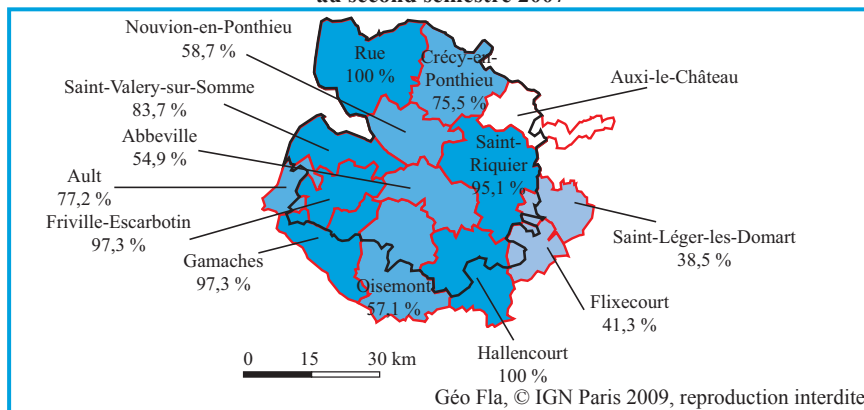 au second semestre 2007
Nouvion-en-Ponthieu
58,7 %
Rue
100 %
Crécy-en-
Ponthieu
75,5 %
Auxi-le-Château
Saint-Valery-sur-Somme
83,7 %
Abbeville
54,9 %
Saint-
Riquier
95,1 %
Ault
77,2 %
Friville-Escarbotin
97,3 %
Gamaches
97,3 %
Saint-Léger-les-Domart
38,5 %
Oisemont
57,1 %
Flixecourt
41,3 %
Hallencourt
100 %
0 15 30 km
Géo Fla, © IGN Paris 2009, reproduction interdite